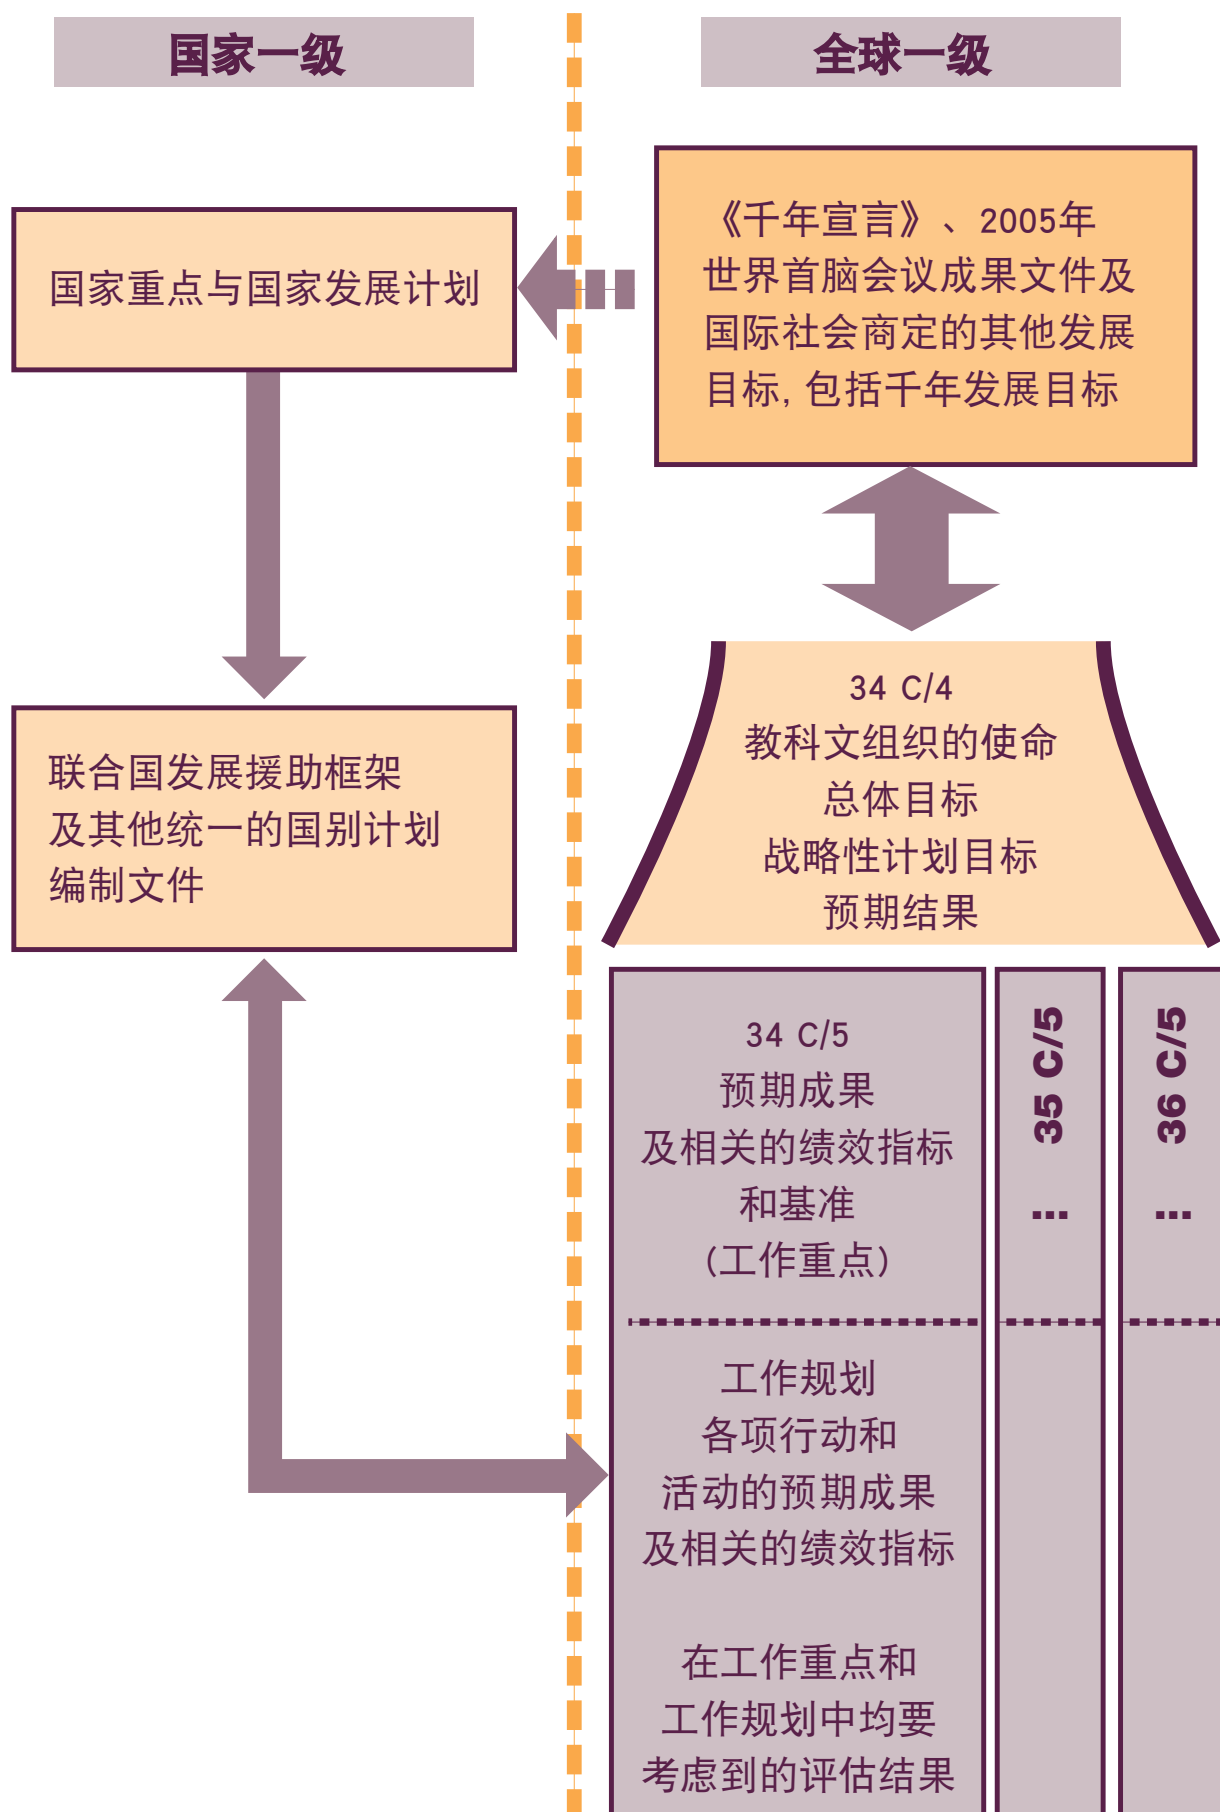 国家一级
全球一级
国家重点与国家发展计划
《千年宣言》、2005年
世界首脑会议成果文件及
国际社会商定的其他发展
目标, 包括千年发展目标
联合国发展援助框架
及其他统一的国别计划
编制文件
34 C/4
教科文组织的使命
总体目标
战略性计划目标
预期结果
34 C/5
预期成果
及相关的绩效指标
和基准
(工作重点)
工作规划
各项行动和
活动的预期成果
及相关的绩效指标
在工作重点和
工作规划中均要
考虑到的评估结果
35 C/5 ...
36 C/5 ...